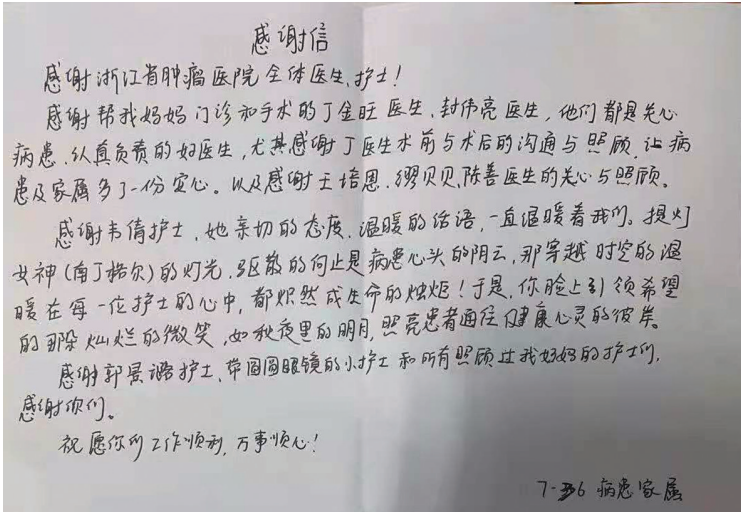 感谢信
感谢浙江省肿瘤医院全体医生、护士!
感谢帮我妈妈门诊和手术的丁金旺医生、封伟亮医生,他们都是关心
病患、认真负责的好医生,尤其感谢丁医生术前与术后的沟通与照顾,让病
患及家属多了一份安心。以及感谢王培思、缪贝贝、陈善医生的关心与照顾。
感谢韦倩护士,她亲切的态度、温暖的话语,一直温暖着我们。提灯
女神(南丁格尔)的灯光,驱散的何止是病患心头的阴云,那穿越时空的温
暖在每一位护士的心中,都炽然成生命的烛炬!于是,你脸上引领希望
的那朵灿烂的微笑,如秋夜里的明月,照亮患者通往健康心灵的彼岸。
感谢郭景潞护士、带圆圆眼镜的小护士和所有照顾过我妈妈的护士们,
感谢你们。
祝愿你们工作顺利,万事顺心!
7-36 病患家属